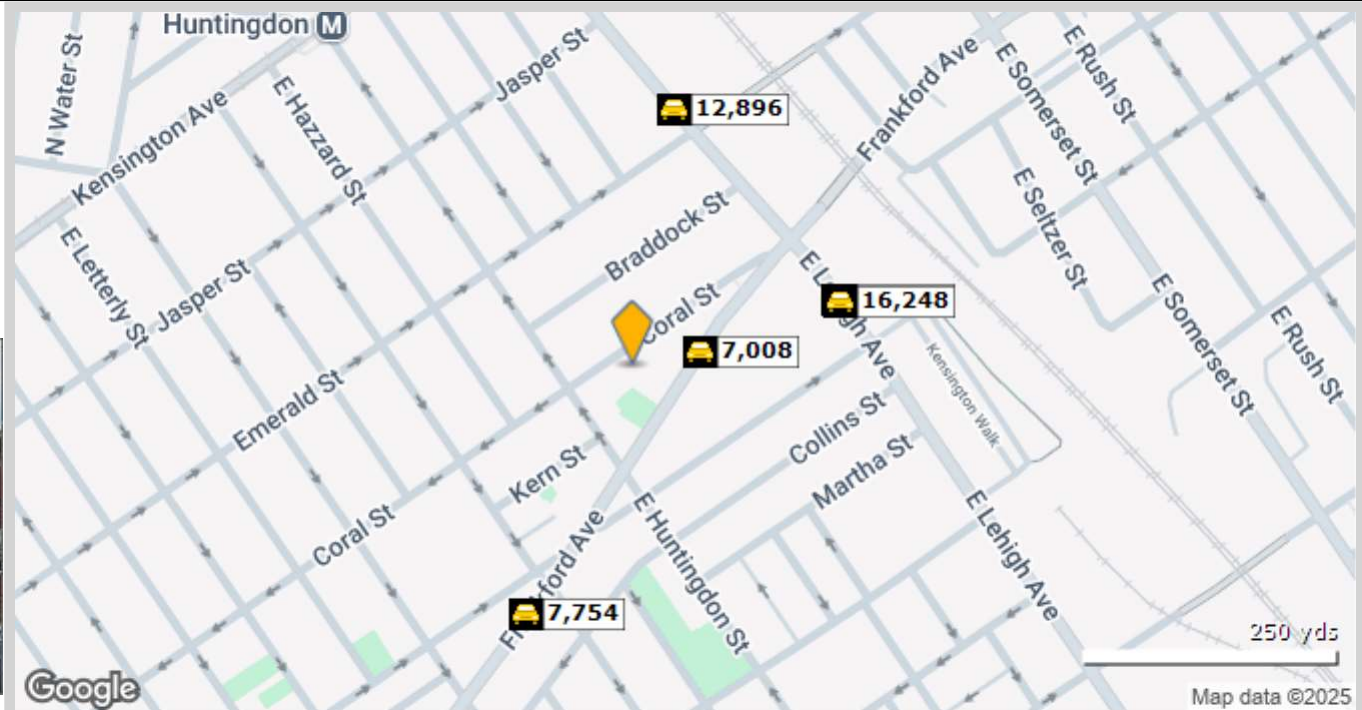 Huntingdon M
N Water St
Kensington Ave
E Hazzard St
Jasper St
12,896
Frankford Ave
E Somerset St
E Rush St
E Seltzer St
Braddock St
E Letterly St
Jasper St
Coral St
E Lehigh Ave
16,248
7,008
E Somerset St
E Rush St
Kensington Walk
Emerald St
Collins St
Martha St
Kern St
Coral St
Frankford Ave
E Huntingdon St
E Lehigh Ave
7,754
250 yds
Google
Map data ©2025